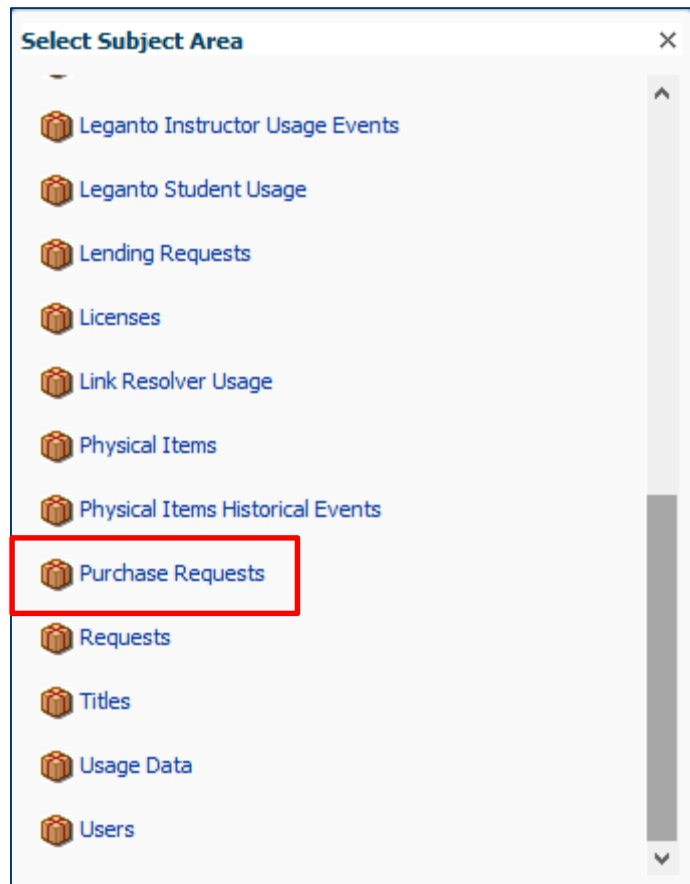 Select Subject Area
Leganto Instructor Usage Events
Leganto Student Usage
Lending Requests
Licenses
Link Resolver Usage
Physical Items
Physical Items Historical Events
Purchase Requests
Requests
Titles
Usage Data
Users